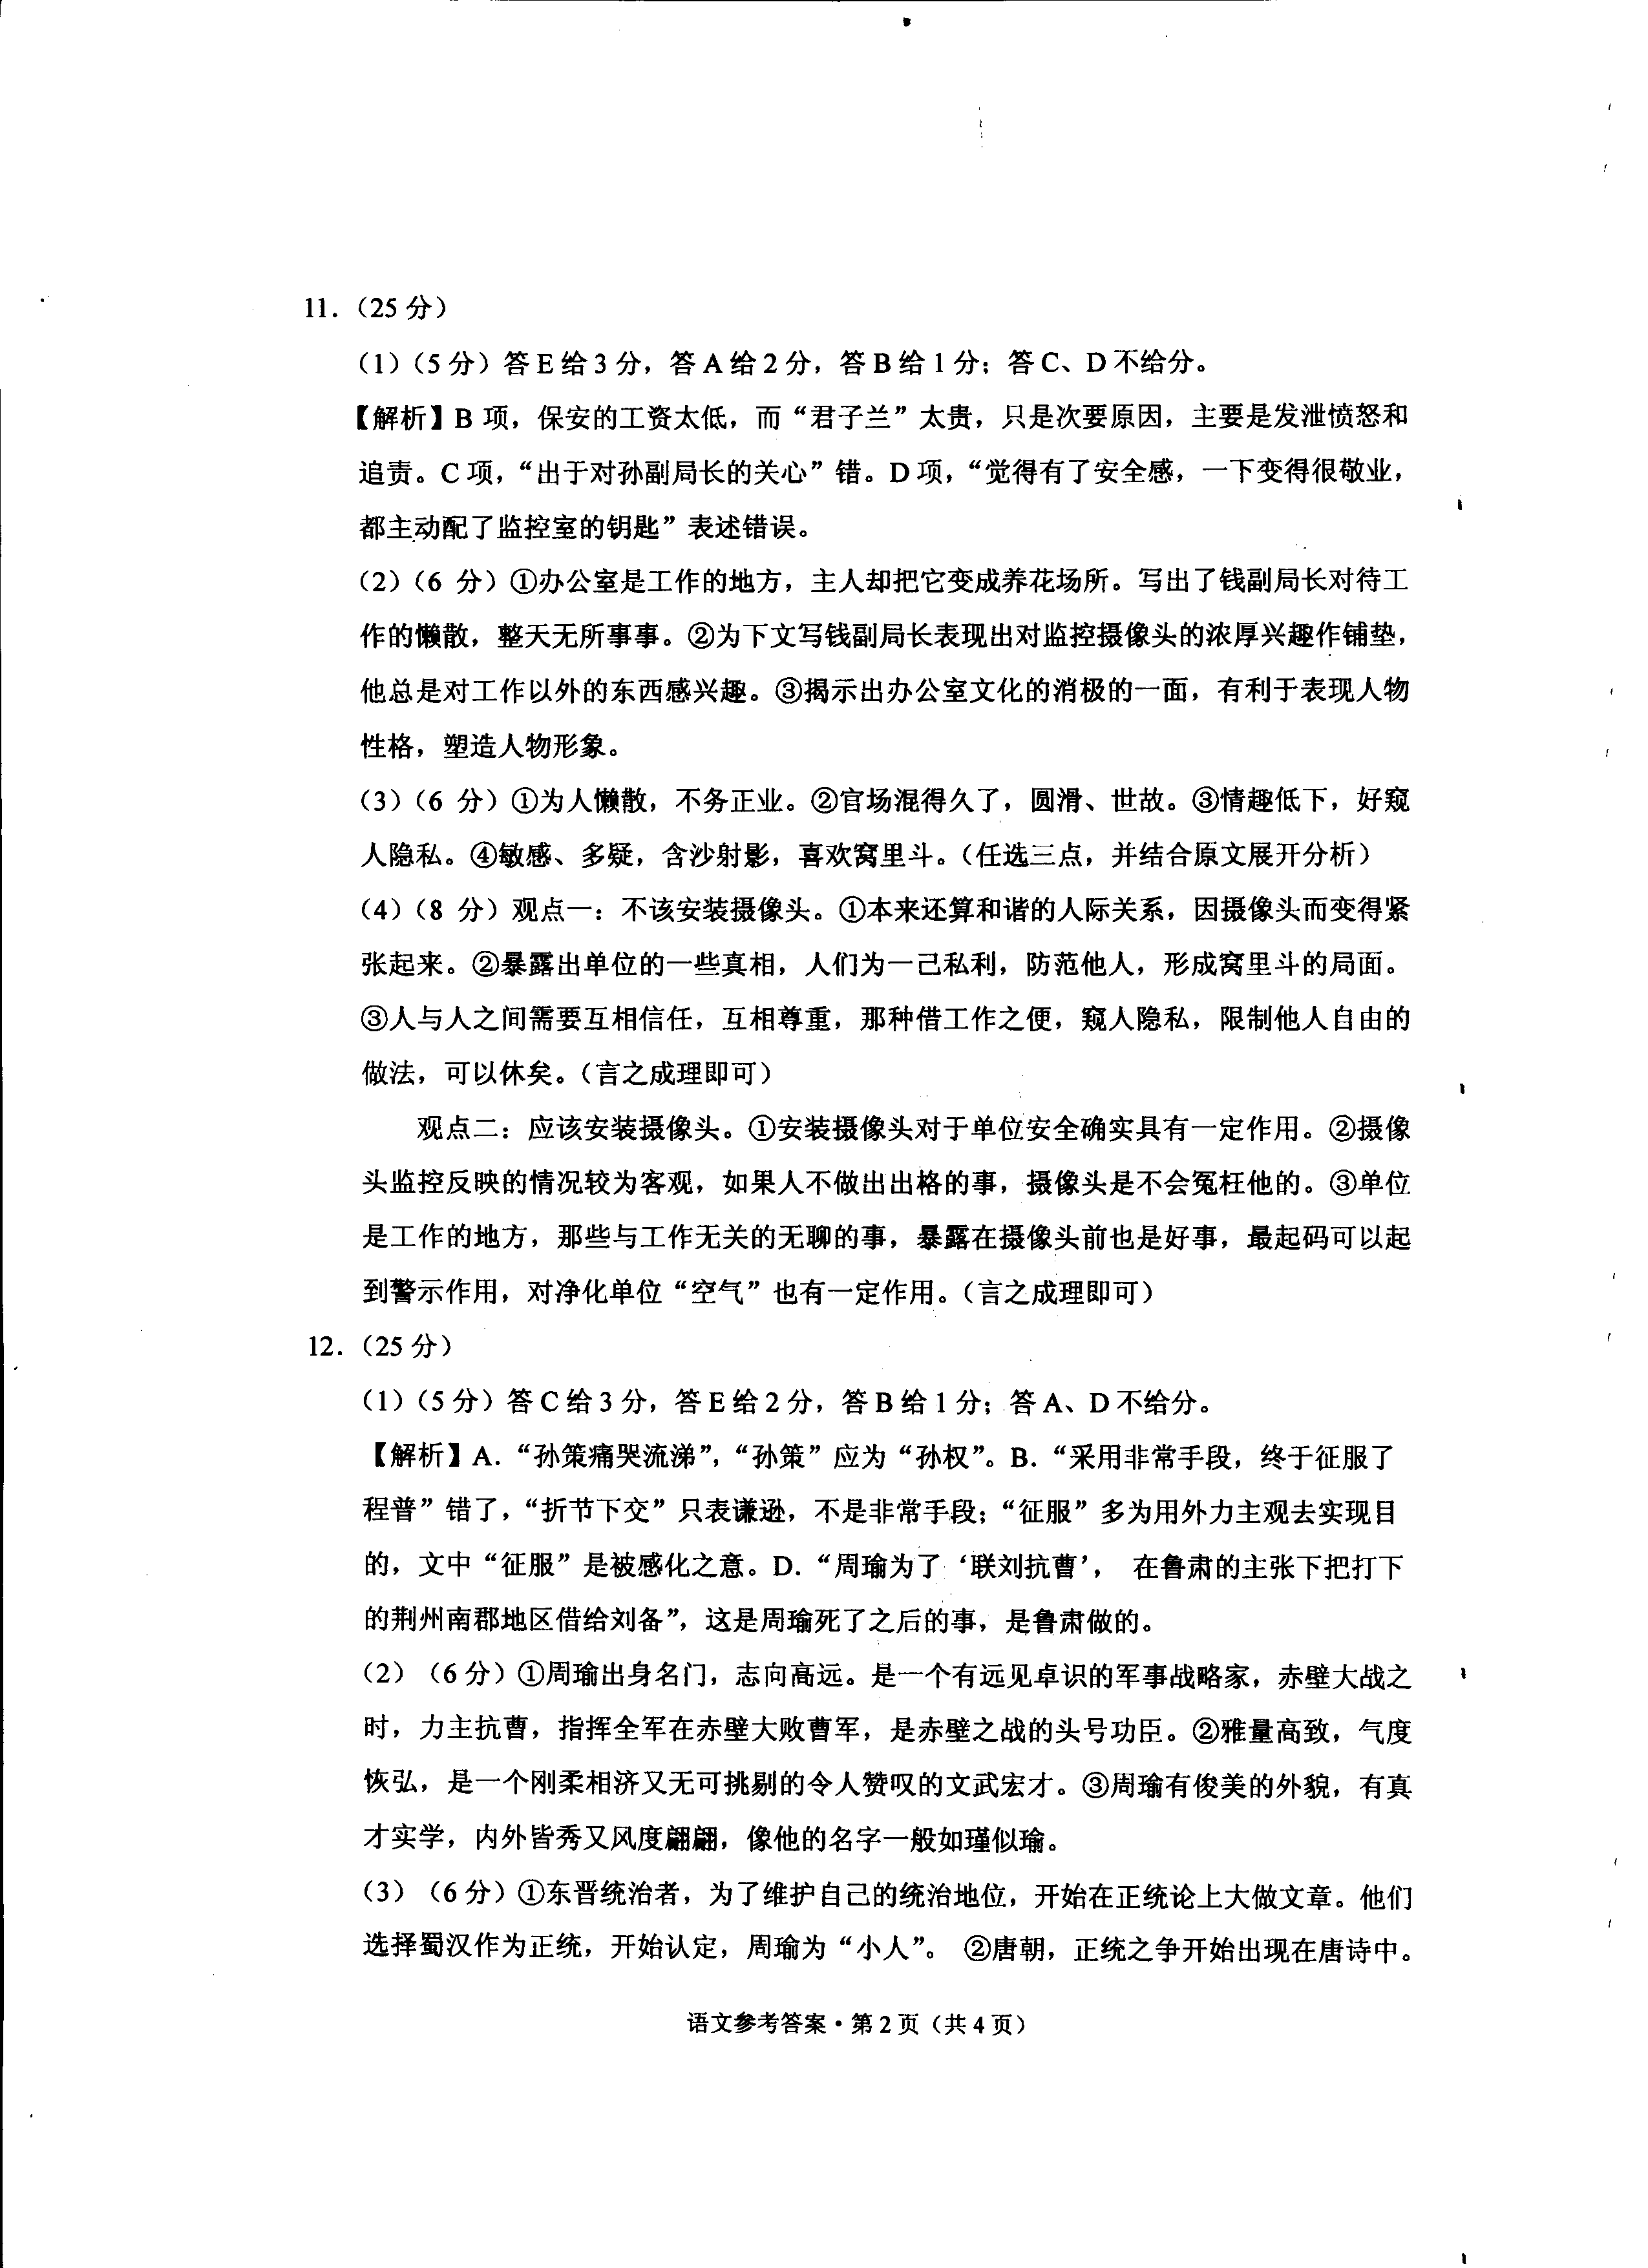 11.（25 分）
（1）（5 分）答 E 给 3 分，答 A 给 2 分，答 B 给 1 分；答 C、D 不给分。
【解析】B 项，保安的工资太低，而“君子兰”太贵，只是次要原因，主要是发泄愤怒和
追责。C 项，“出于对孙副局长的关心”错。D 项，“觉得有了安全感，一下变得很敬业，
都主动配了监控室的钥匙”表述错误。
（2）（6 分）①办公室是工作的地方，主人却把它变成养花场所。写出了钱副局长对待工
作的懒散，整天无所事事。②为下文写钱副局长表现出对监控摄像头的浓厚兴趣作铺垫，
他总是对工作以外的东西感兴趣。③揭示出办公室文化的消极的一面，有利于表现人物
性格，塑造人物形象。
（3）（6 分）①为人懒散，不务正业。②官场混得久了，圆滑、世故。③情趣低下，好窥
人隐私。④敏感、多疑，含沙射影，喜欢窝里斗。（任选三点，并结合原文展开分析）
（4）（8 分）观点一：不该安装摄像头。①本来还算和谐的人际关系，因摄像头而变得紧
张起来。②暴露出单位的一些真相，人们为一己私利，防范他人，形成窝里斗的局面。
③人与人之间需要互相信任，互相尊重，那种借工作之便，窥人隐私，限制他人自由的
做法，可以休矣。（言之成理即可）
观点二：应该安装摄像头。①安装摄像头对于单位安全确实具有一定作用。②摄像
头监控反映的情况较为客观，如果人不做出出格的事，摄像头是不会冤枉他的。③单位
是工作的地方，那些与工作无关的无聊的事，暴露在摄像头前也是好事，最起码可以起
到警示作用，对净化单位“空气”也有一定作用。（言之成理即可）
12.（25 分）
（1）（5 分）答 C 给 3 分，答 E 给 2 分，答 B 给 1 分；答 A、D 不给分。
【解析】A.“孙策痛哭流涕”，“孙策”应为“孙权”。B.“采用非常手段，终于征服了
程普”错了，“折节下交”只表谦逊，不是非常手段；“征服”多为用外力主观去实现目
的，文中“征服”是被感化之意。D.“周瑜为了‘联刘抗曹’， 在鲁肃的主张下把打下
的荆州南郡地区借给刘备”，这是周瑜死了之后的事，是鲁肃做的。
（2）（6 分）①周瑜出身名门，志向高远。是一个有远见卓识的军事战略家，赤壁大战之
时，力主抗曹，指挥全军在赤壁大败曹军，是赤壁之战的头号功臣。②雅量高致，气度
恢弘，是一个刚柔相济又无可挑剔的令人赞叹的文武宏才。③周瑜有俊美的外貌，有真
才实学，内外皆秀又风度翩翩，像他的名字一般如瑾似瑜。
（3）（6 分）①东晋统治者，为了维护自己的统治地位，开始在正统论上大做文章。他们
选择蜀汉作为正统，开始认定，周瑜为“小人”。 ②唐朝，正统之争开始出现在唐诗中。
语文参考答案·第 2 页（共 4 页）